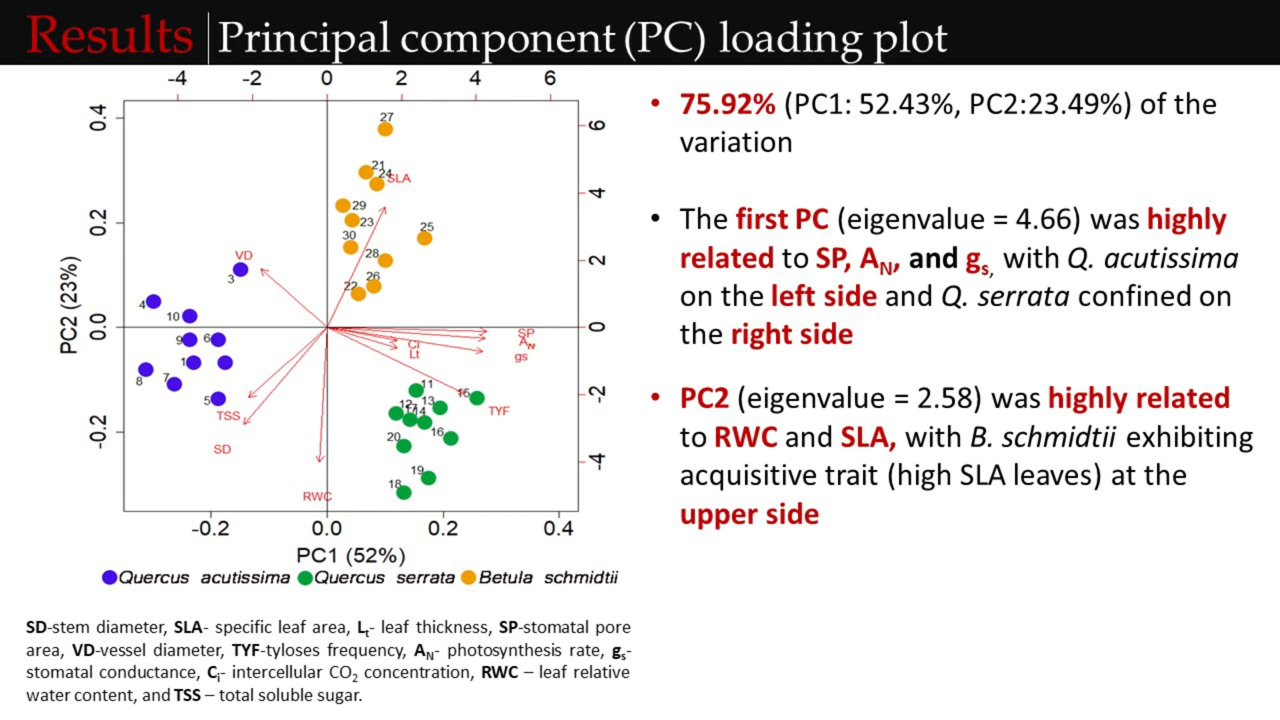 Results Principal component (PC) loading plot
-4 -2 0 2 4 6
0.4
0.2
0.0
-0.2
PC2 (23%)
6
4
2
0
-2
-4
27
21
24
SLA
29
23
25
30
28
26
22
VD
3
4
10
9
6
1
8
7
5
TSS
SD
RWC
SP
AN
gs
Ci
Lt
TYF
11
15
12
13
17
14
16
20
19
18
-0.2 0.0 0.2 0.4
PC1 (52%)
Quercus acutissima Quercus serrata Betula schmidtii
SD-stem diameter, SLA- specific leaf area, Lt- leaf thickness, SP-stomatal pore
area, VD-vessel diameter, TYF-tyloses frequency, AN- photosynthesis rate, gs-
stomatal conductance, Ci- intercellular CO2 concentration, RWC – leaf relative
water content, and TSS – total soluble sugar.
• 75.92% (PC1: 52.43%, PC2:23.49%) of the
variation
• The first PC (eigenvalue = 4.66) was highly
related to SP, AN, and gs, with Q. acutissima
on the left side and Q. serrata confined on
the right side
• PC2 (eigenvalue = 2.58) was highly related
to RWC and SLA, with B. schmidtii exhibiting
acquisitive trait (high SLA leaves) at the
upper side